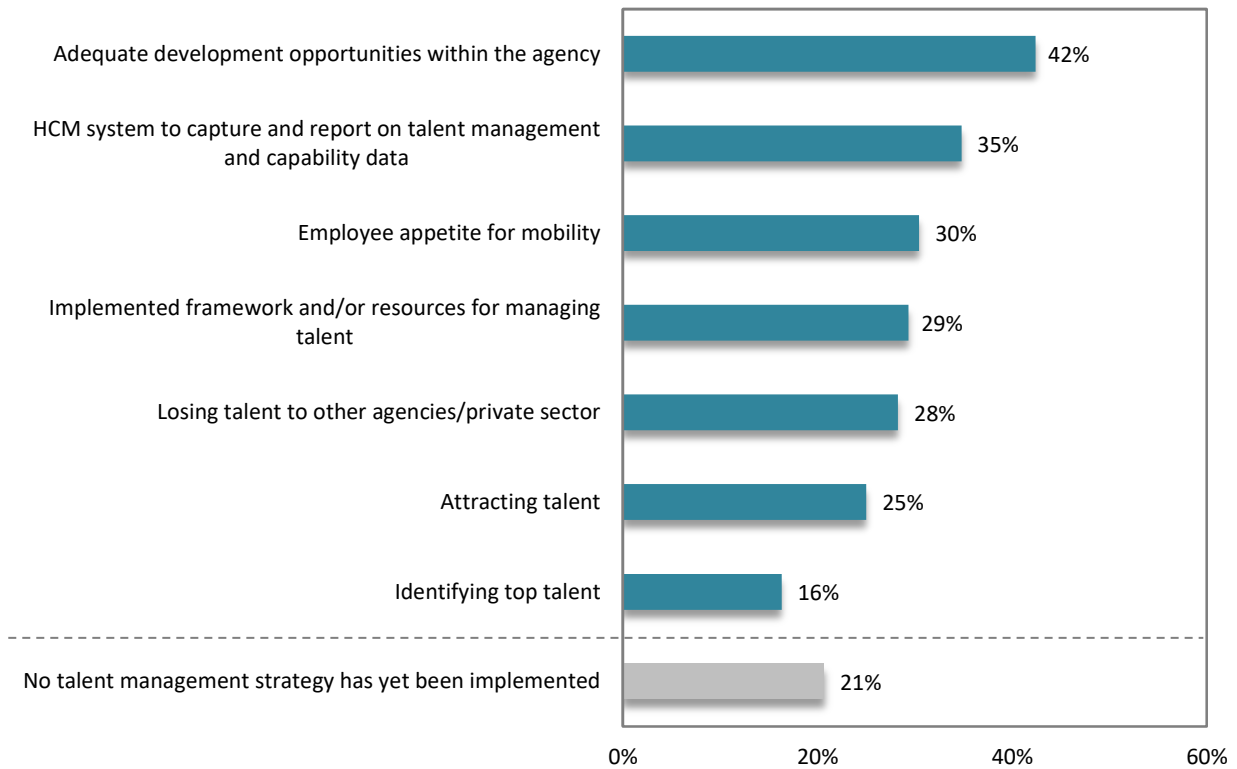 Adequate development opportunities within the agency
42%
HCM system to capture and report on talent management
and capability data
35%
Employee appetite for mobility
30%
Implemented framework and/or resources for managing
talent
29%
Losing talent to other agencies/private sector
28%
Attracting talent
25%
Identifying top talent
16%
No talent management strategy has yet been implemented
21%
0%
20%
40%
60%